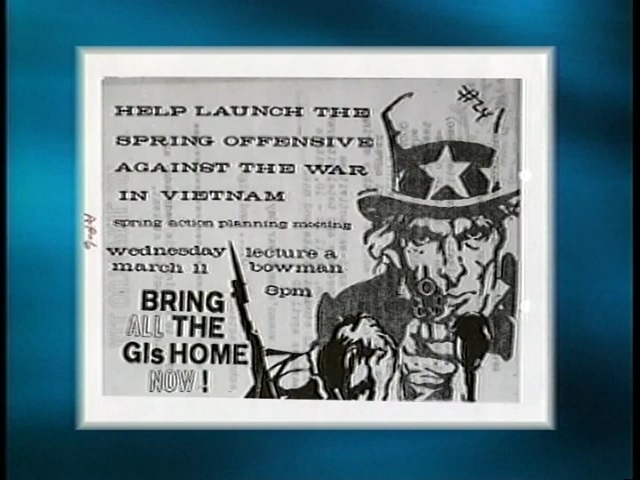 #24
HELP LAUNCH THE
SPRING OFFENSIVE
AGAINST THE WAR
IN VIETNAM
spring action planning meeting
wednesday lecture a
march 11 bowman
8pm
BRING
ALL THE
GIs HOME
NOW!